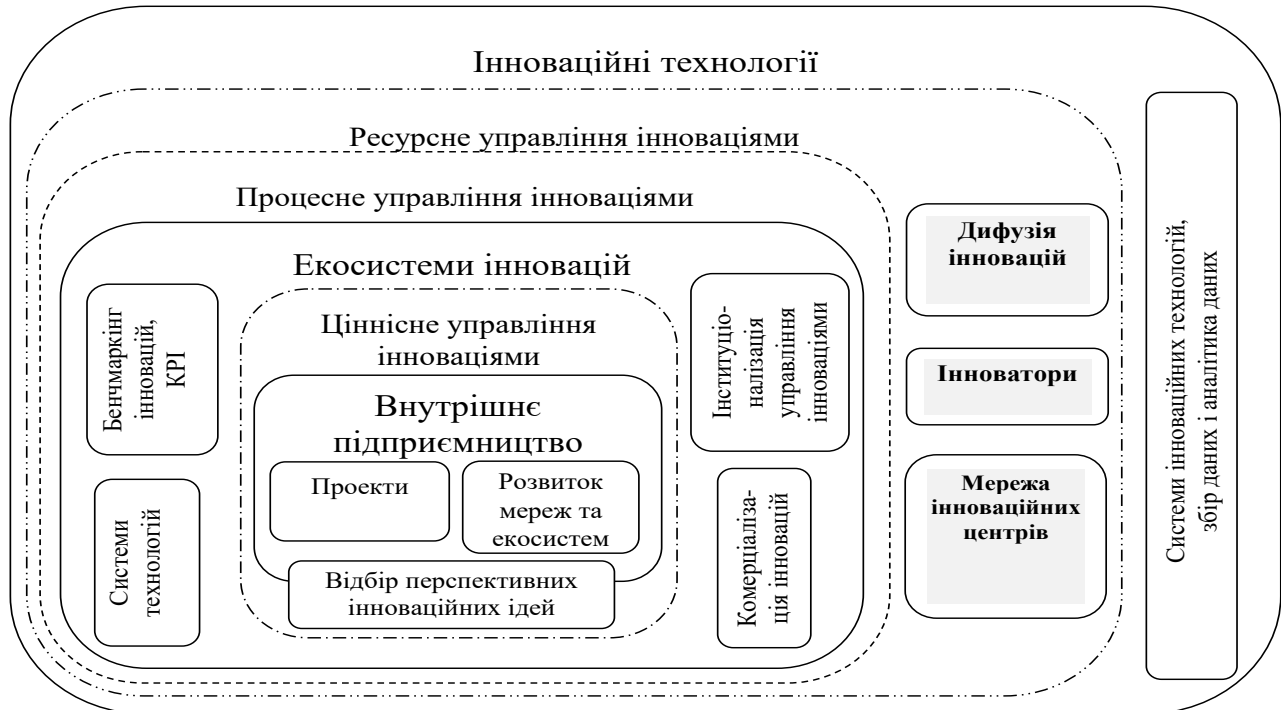 Інноваційні технології
Ресурсне управління інноваціями
Процесне управління інноваціями
Екосистеми інновацій
Бенчмаркінг
інновацій,
KPI
Системи
технологій
Ціннісне управління
інноваціями
Внутрішнє
підприємництво
Проекти
Розвиток
мереж та
екосистем
Відбір перспективних
інноваційних ідей
Інституціо-
налізація
управління
інноваціями
Комерціаліза-
ція інновацій
Дифузія
інновацій
Інноватори
Мережа
інноваційних
центрів
Системи інноваційних технологій,
збір даних і аналітика даних